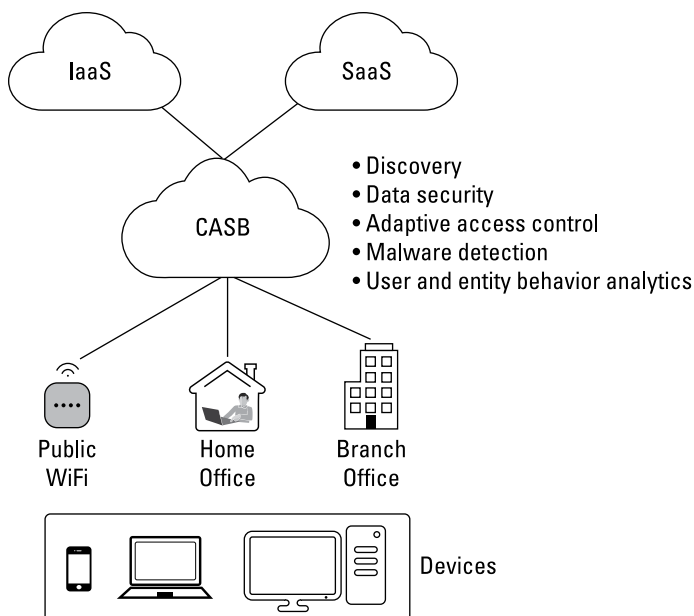 IaaS
SaaS
CASB
• Discovery
• Data security
• Adaptive access control
• Malware detection
• User and entity behavior analytics
Public
WiFi
Home
Office
Branch
Office
Devices